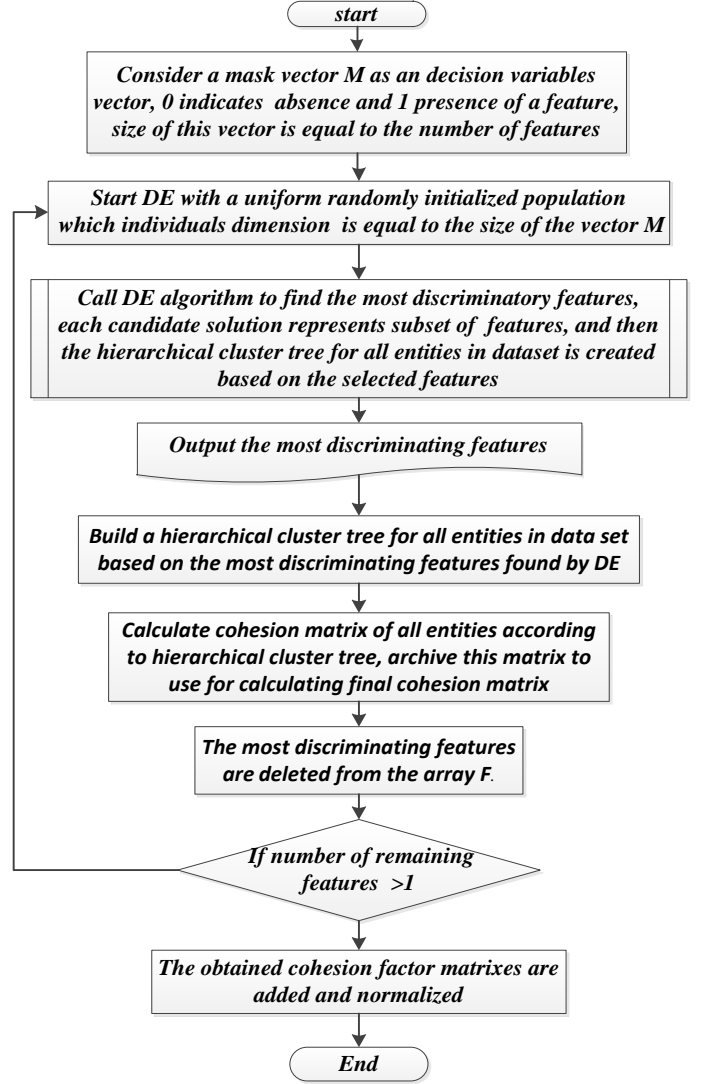 start
Consider a mask vector M as an decision variables
vector, 0 indicates absence and 1 presence of a feature,
size of this vector is equal to the number of features
Start DE with a uniform randomly initialized population
which individuals dimension is equal to the size of the vector M
Call DE algorithm to find the most discriminatory features,
each candidate solution represents subset of features, and then
the hierarchical cluster tree for all entities in dataset is created
based on the selected features
Output the most discriminating features
Build a hierarchical cluster tree for all entities in data set
based on the most discriminating features found by DE
Calculate cohesion matrix of all entities according
to hierarchical cluster tree, archive this matrix to
use for calculating final cohesion matrix
The most discriminating features
are deleted from the array F.
If number of remaining
features >1
The obtained cohesion factor matrixes are
added and normalized
End